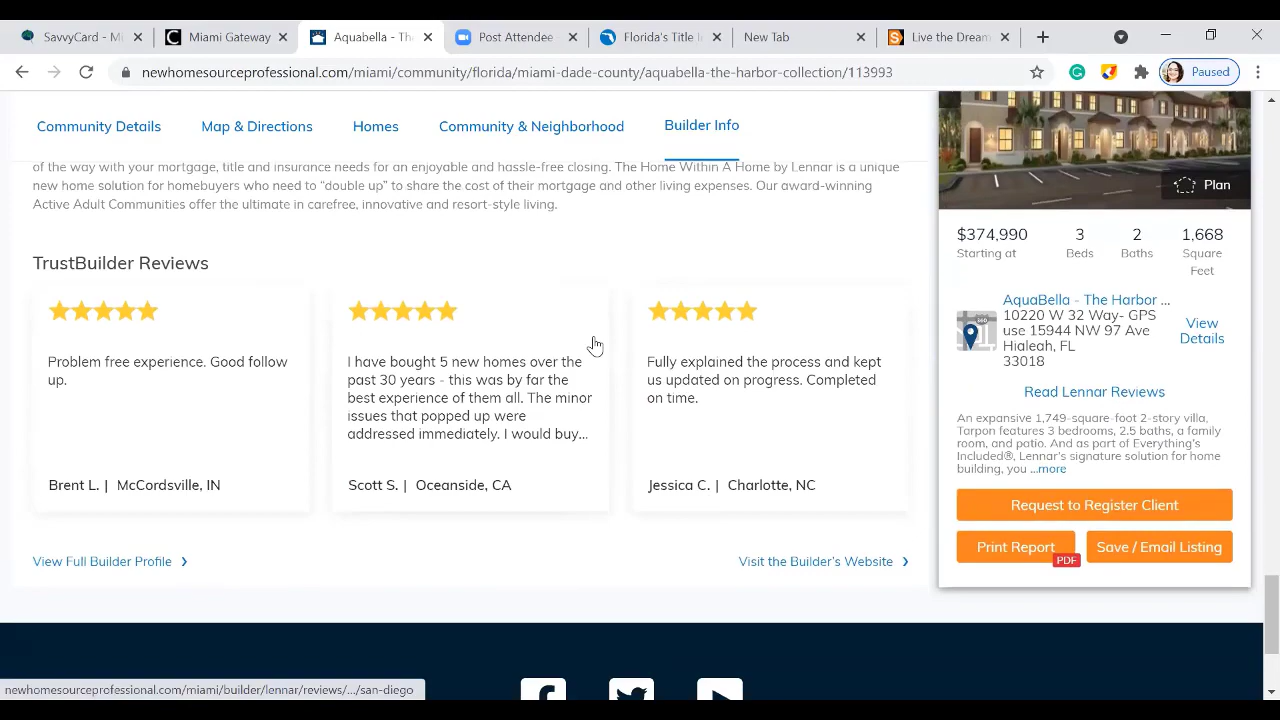 SavvyCard - Mi
Miami Gateway
Aquabella - The
Post Attendee
Florida's Title In
New Tab
Live the Dream
newhomesourceprofessional.com/miami/community/florida/miami-dade-county/aquabella-the-harbor-collection/113993
Paused
Community Details
Map & Directions
Homes
Community & Neighborhood
Builder Info
of the way with your mortgage, title and insurance needs for an enjoyable and hassle-free closing. The Home Within A Home by Lennar is a unique
new home solution for homebuyers who need to “double up” to share the cost of their mortgage and other living expenses. Our award-winning
Active Adult Communities offer the ultimate in carefree, innovative and resort-style living.
TrustBuilder Reviews
Problem free experience. Good follow
up.
Brent L. | McCordsville, IN
I have bought 5 new homes over the
past 30 years - this was by far the
best experience of them all. The minor
issues that popped up were
addressed immediately. I would buy...
Scott S. | Oceanside, CA
Fully explained the process and kept
us updated on progress. Completed
on time.
Jessica C. | Charlotte, NC
View Full Builder Profile
Visit the Builder's Website
Plan
$374,990
Starting at
3
Beds
2
Baths
1,668
Square
Feet
AquaBella - The Harbor ...
10220 W 32 Way- GPS
use 15944 NW 97 Ave
Hialeah, FL
33018
View
Details
Read Lennar Reviews
An expansive 1,749-square-foot 2-story villa,
Tarpon features 3 bedrooms, 2.5 baths, a family
room, and patio. And as part of Everything's
Included®, Lennar's signature solution for home
building, you ...more
Request to Register Client
Print Report
PDF
Save / Email Listing
newhomesourceprofessional.com/miami/builder/lennar/reviews/.../san-diego